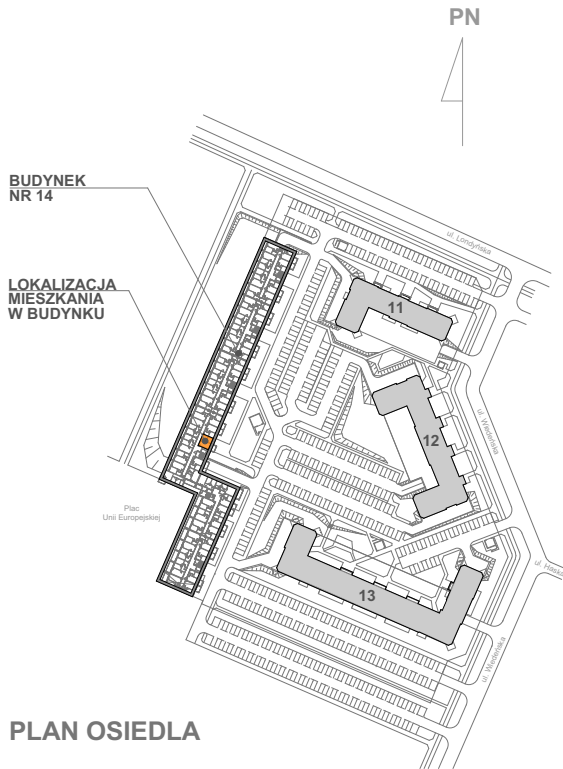 PN
BUDYNEK
NR 14
ul. Londyńska
LOKALIZACJA
MIESZKANIA
W BUDYNKU
11
12
ul. Wiedeńska
Plac
Unii Europejskiej
13
ul. Haska
ul. Wiedeńska
PLAN OSIEDLA